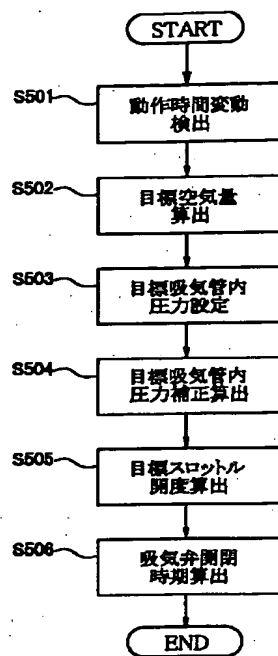 START
S501
動作時間変動
検出
S502
目標空気量
算出
S503
目標吸気管内
圧力設定
S504
目標吸気管内
圧力補正算出
S505
目標スロットル
開度算出
S506
吸気弁開閉
時期算出
END